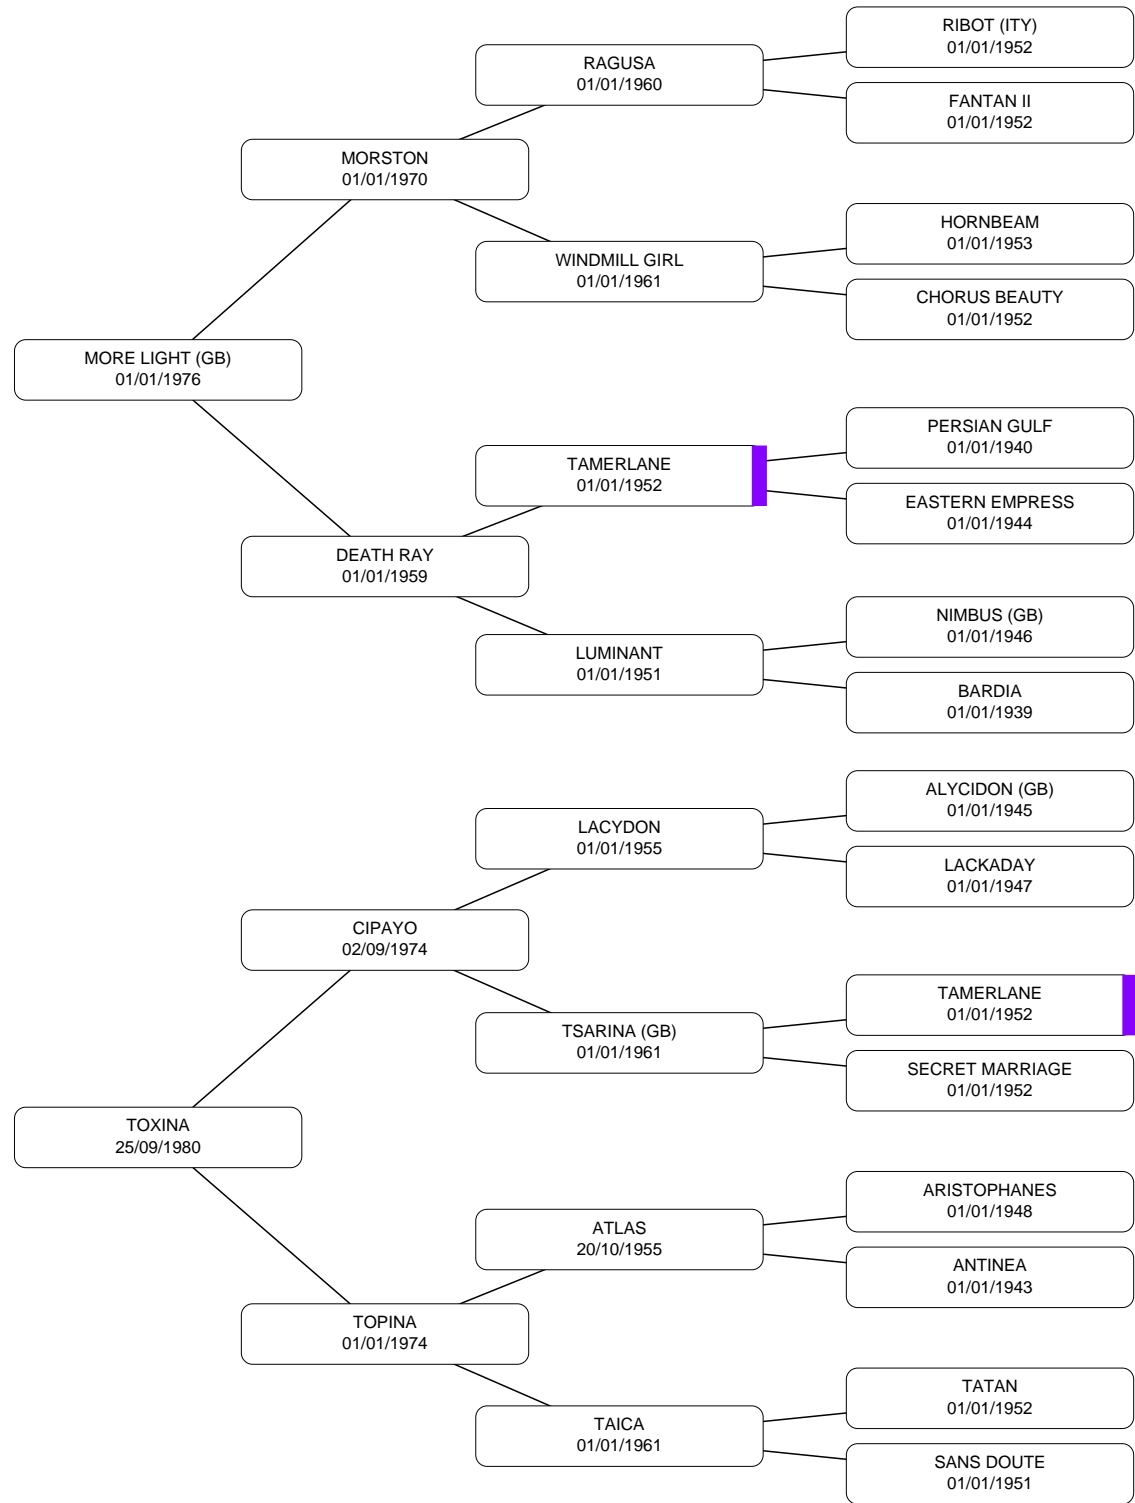 RIBOT (ITY)
01/01/1952
RAGUSA
01/01/1960
FANTAN II
01/01/1952
MORSTON
01/01/1970
HORNBEAM
01/01/1953
WINDMILL GIRL
01/01/1961
CHORUS BEAUTY
01/01/1952
MORE LIGHT (GB)
01/01/1976
PERSIAN GULF
01/01/1940
TAMERLANE
01/01/1952
EASTERN EMPRESS
01/01/1944
DEATH RAY
01/01/1959
NIMBUS (GB)
01/01/1946
LUMINANT
01/01/1951
BARDIA
01/01/1939
ALYCIDON (GB)
01/01/1945
LACYDON
01/01/1955
LACKADAY
01/01/1947
CIPAYO
02/09/1974
TAMERLANE
01/01/1952
TSARINA (GB)
01/01/1961
SECRET MARRIAGE
01/01/1952
TOXINA
25/09/1980
ARISTOPHANES
01/01/1948
ATLAS
20/10/1955
ANTINEA
01/01/1943
TOPINA
01/01/1974
TATAN
01/01/1952
TAICA
01/01/1961
SANS DOUTE
01/01/1951